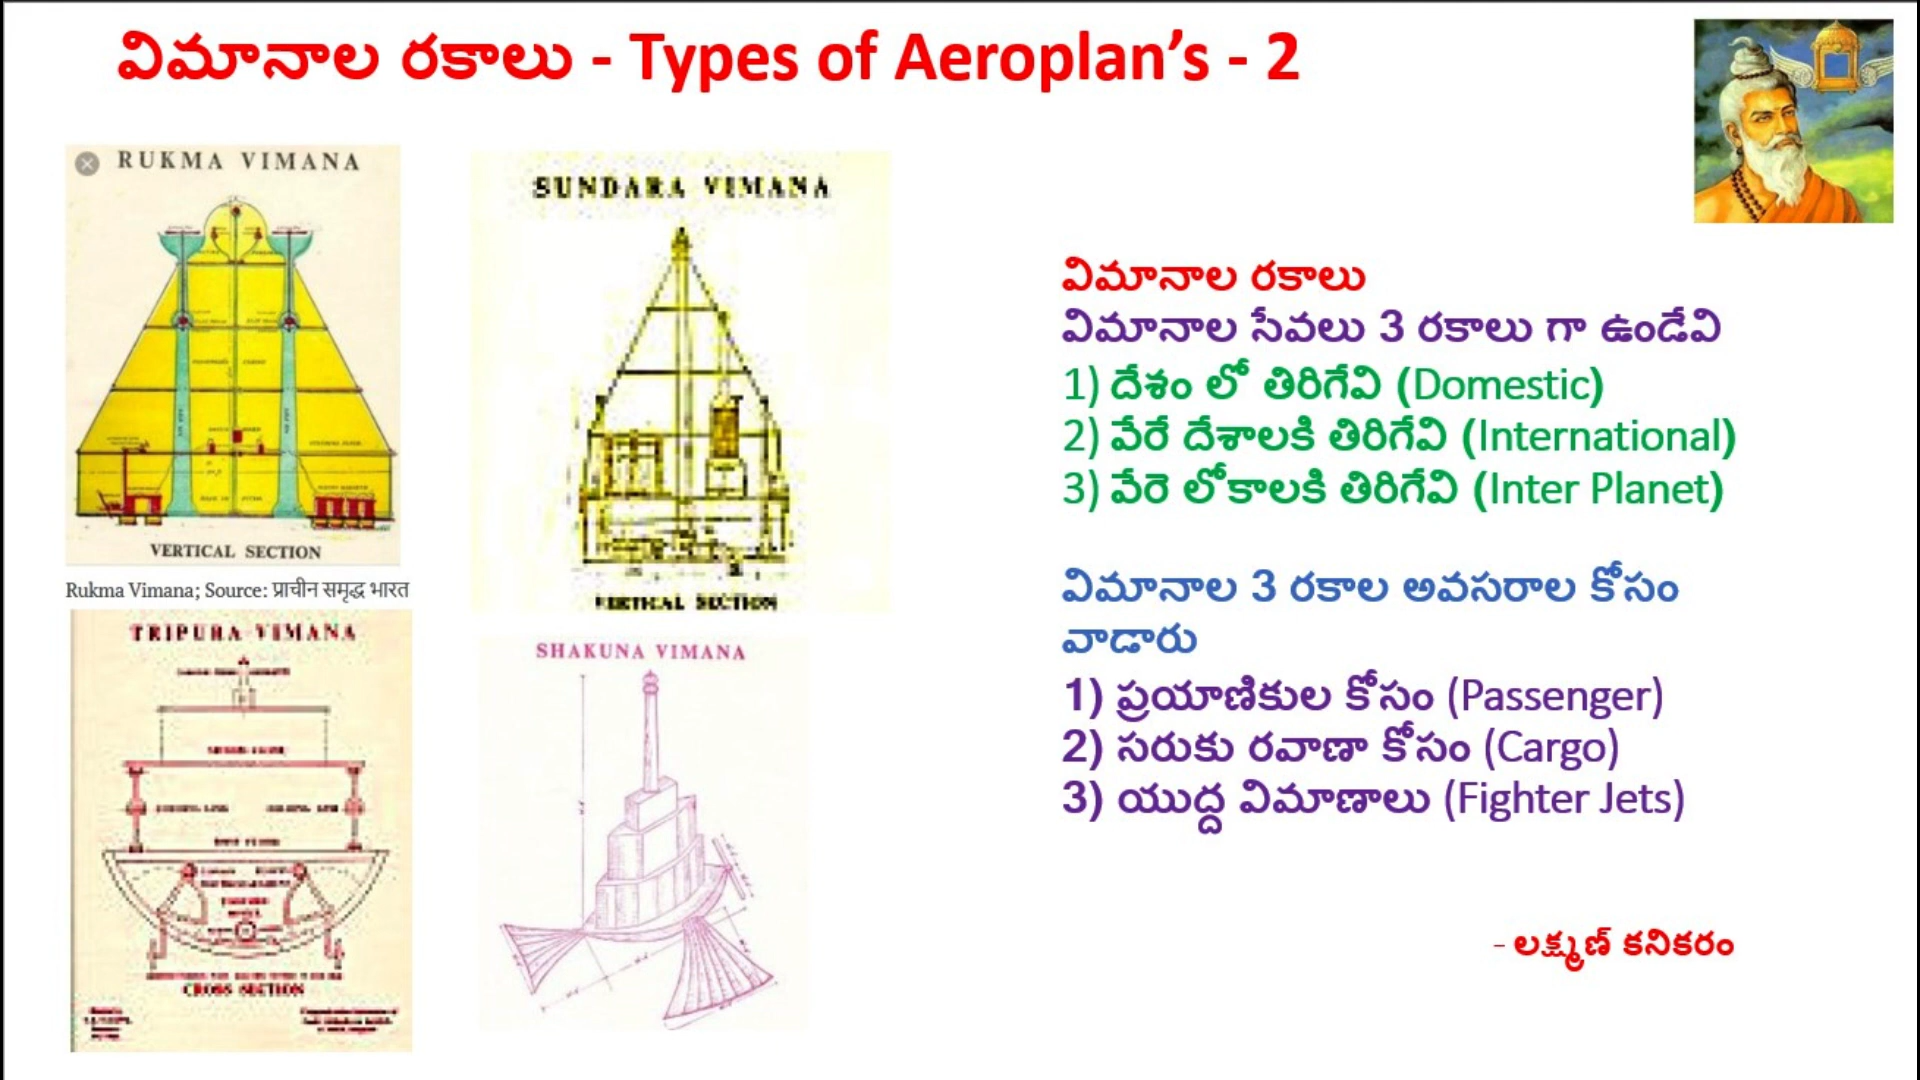 విమానాల రకాలు - Types of Aeroplan’s - 2
RUKMA VIMANA
VERTICAL SECTION
Rukma Vimana; Source: प्राचीन समृद्ध भारत
SUNDARA VIMANA
VERTICAL SECTION
TRIPURA VIMANA
CROSS SECTION
SHAKUNA VIMANA
విమానాల రకాలు
విమానాల సేవలు 3 రకాలు గా ఉండేవి
1) దేశం లో తిరిగేవి (Domestic)
2) వేరే దేశాలకి తిరిగేవి (International)
3) వేరె లోకాలకి తిరిగేవి (Inter Planet)
విమానాల 3 రకాల అవసరాల కోసం
వాడారు
1) ప్రయాణికుల కోసం (Passenger)
2) సరుకు రవాణా కోసం (Cargo)
3) యుద్ద విమాణాలు (Fighter Jets)
- లక్ష్మణ్ కనికరం